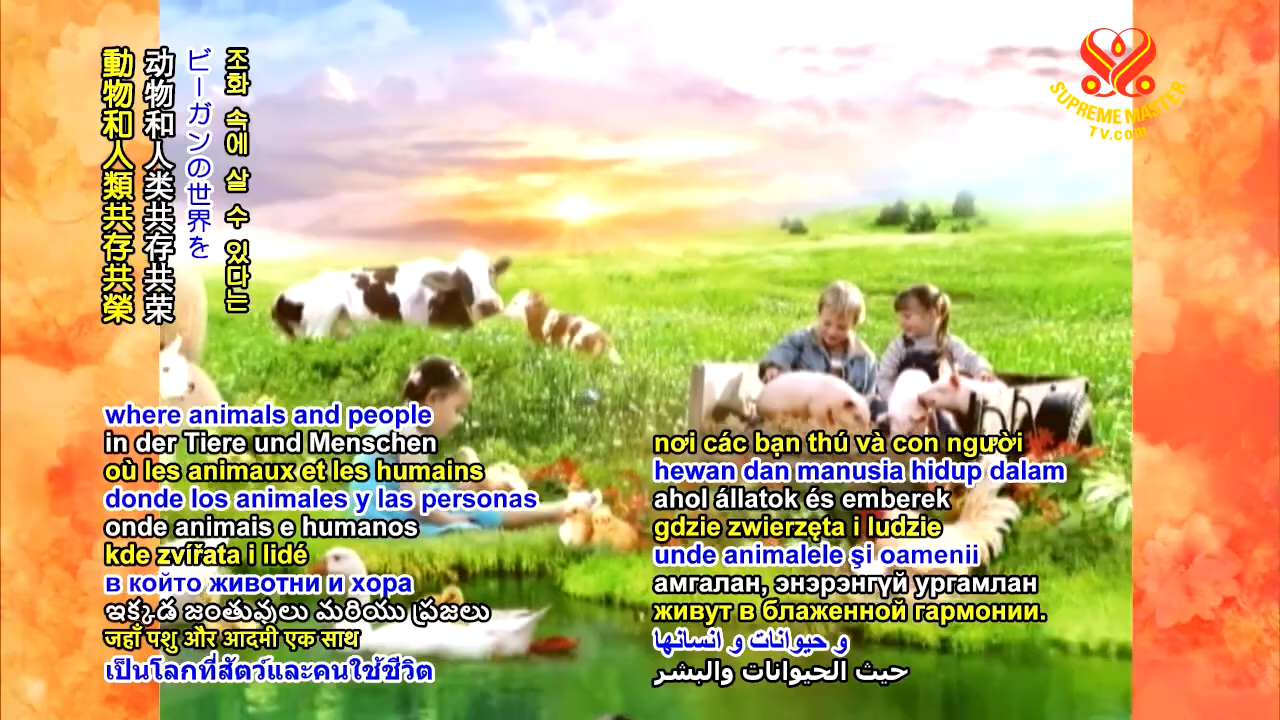 動物和人類共存共榮
动物和人类共存共荣
ビーガンの世界を
조화 속에 살 수 있다는
SUPREME MASTER
TV.com
where animals and people
in der Tiere und Menschen
où les animaux et les humains
donde los animales y las personas
onde animais e humanos
kde zvířata i lidé
в който животни и хора
ఇక్కడ జంతువులు మరియు ప్రజలు
जहाँ पशु और आदमी एक साथ
เป็นโลกที่สัตว์และคนใช้ชีวิต
nơi các bạn thú và con người
hewan dan manusia hidup dalam
ahol állatok és emberek
gdzie zwierzęta i ludzie
unde animalele şi oamenii
амгалан, энэрэнгүй ургамлан
живут в блаженной гармонии.
و حیوانات و انسانها
حيث الحيوانات والبشر